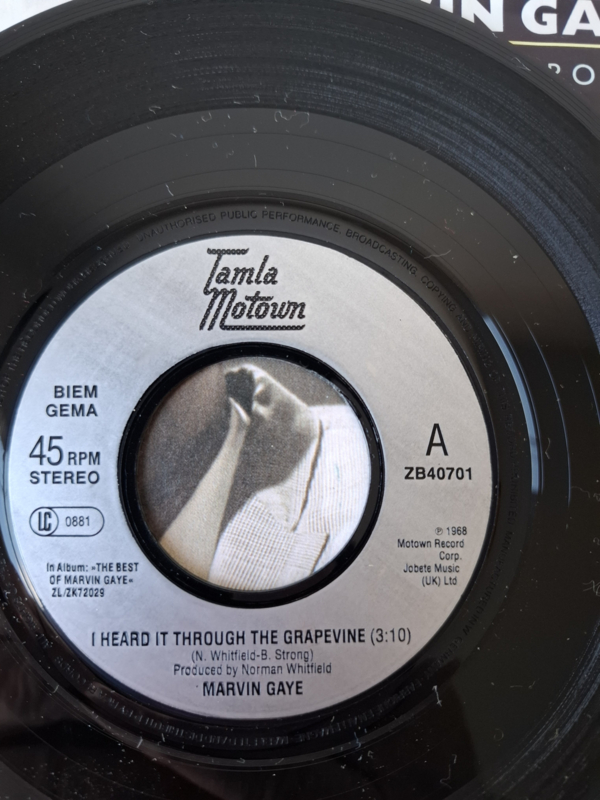 VIN GA
PO
UNAUTHORISED PUBLIC PERFORMANCE, BROADCASTING, COPYING
Tamla
Motown
BIEM
GEMA
45 RPM
STEREO
LC 0881
In Album: »THE BEST
OF MARVIN GAYE«
ZL/ZK72029
A
ZB40701
℗ 1968
Motown Record
Corp.
Jobete Music
(UK) Ltd
I HEARD IT THROUGH THE GRAPEVINE (3:10)
(N. Whitfield-B. Strong)
Produced by Norman Whitfield
MARVIN GAYE